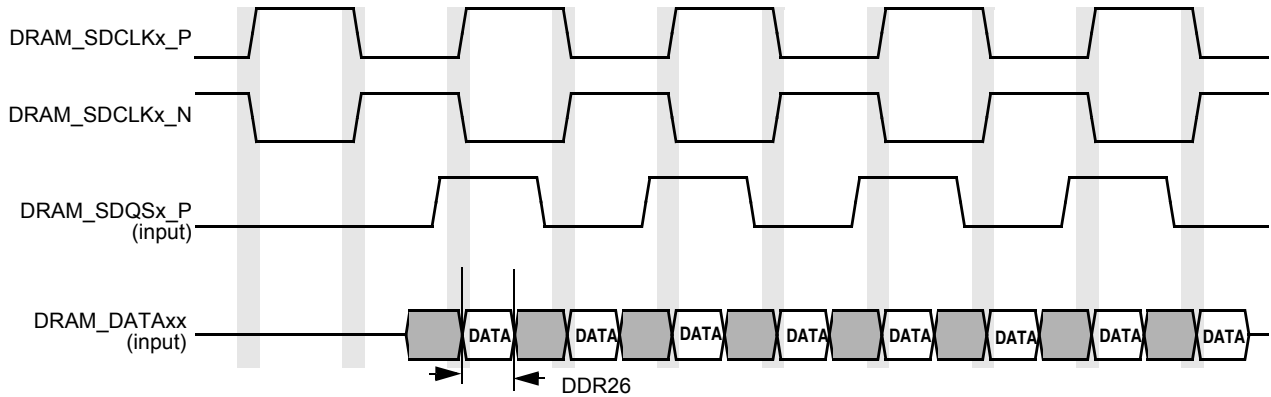 DRAM_SDCLKx_P
DRAM_SDCLKx_N
DRAM_SDQSx_P
(input)
DRAM_DATAxx
(input)
DATA DATA DATA DATA DATA DATA DATA DATA
DDR26